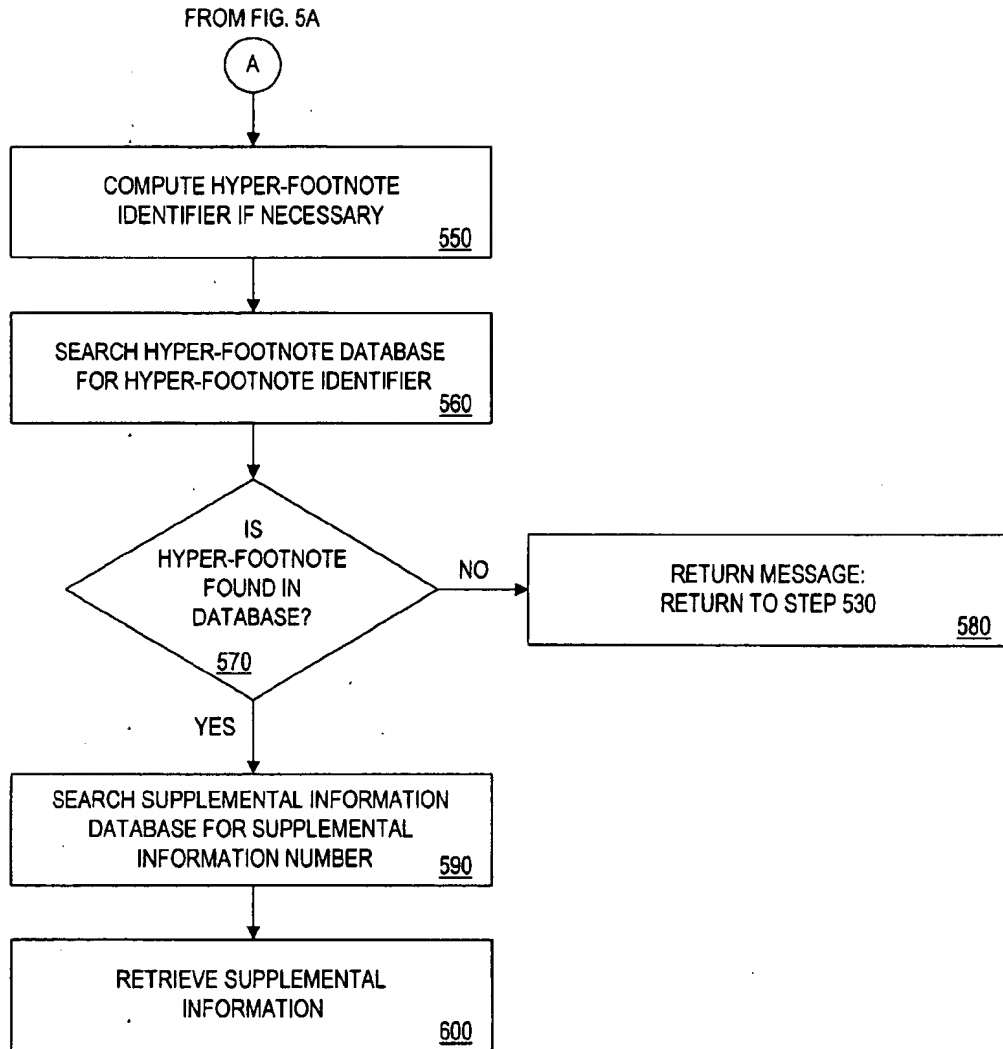 FROM FIG. 5A
A
COMPUTE HYPER-FOOTNOTE
IDENTIFIER IF NECESSARY
550
SEARCH HYPER-FOOTNOTE DATABASE
FOR HYPER-FOOTNOTE IDENTIFIER
560
IS
HYPER-FOOTNOTE
FOUND IN
DATABASE?
570
NO
RETURN MESSAGE:
RETURN TO STEP 530
580
YES
SEARCH SUPPLEMENTAL INFORMATION
DATABASE FOR SUPPLEMENTAL
INFORMATION NUMBER
590
RETRIEVE SUPPLEMENTAL
INFORMATION
600